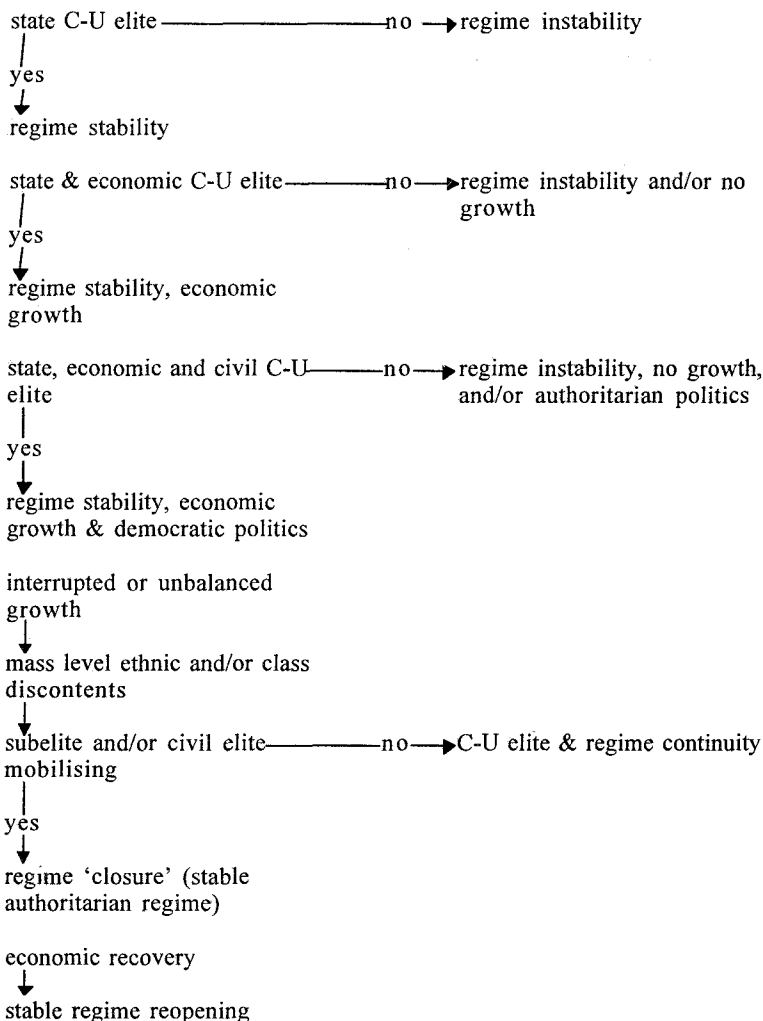 state C-U elite no regime instability
yes
regime stability
state & economic C-U elite no regime instability and/or no
growth
yes
regime stability, economic
growth
state, economic and civil C-U no regime instability, no growth,
elite and/or authoritarian politics
yes
regime stability, economic
growth & democratic politics
interrupted or unbalanced
growth
mass level ethnic and/or class
discontents
subelite and/or civil elite no C-U elite & regime continuity
mobilising
yes
regime ‘closure’ (stable
authoritarian regime)
economic recovery
stable regime reopening